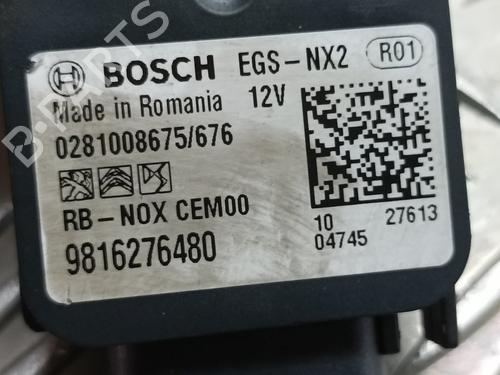 BOSCH EGS-NX2 R01
Made in Romania 12V
0281008675/676
RB-NOX CEM00
10 27613
04745
9816276480
B-PARTS